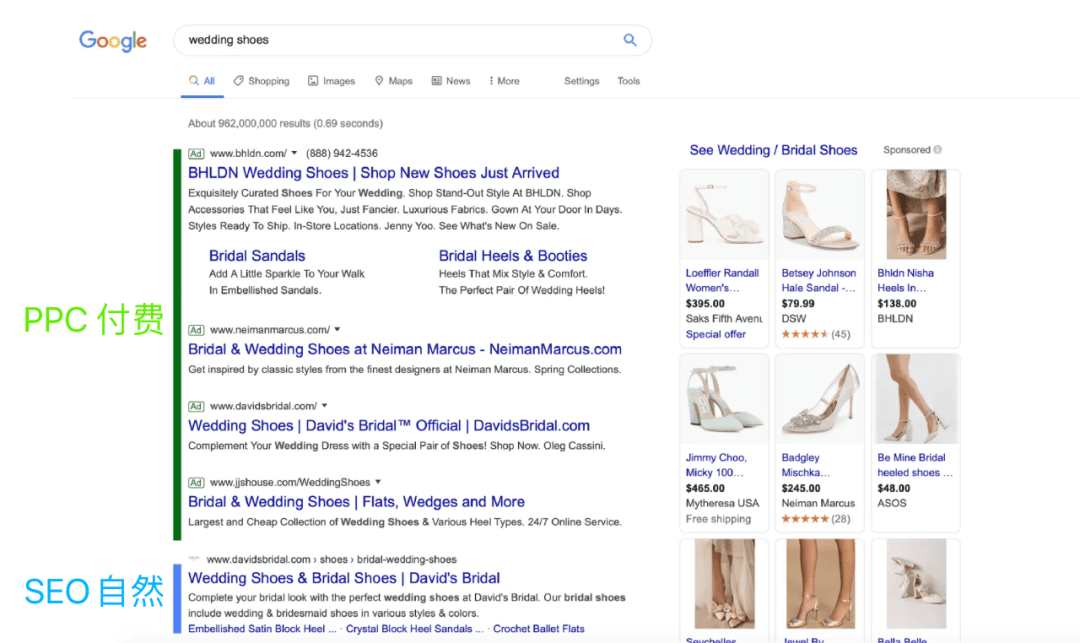 Google
wedding shoes
All Shopping Images Maps News More Settings Tools
About 962,000,000 results (0.69 seconds)
PPC 付费
Ad www.bhldn.com/ (888) 942-4536
BHLDN Wedding Shoes | Shop New Shoes Just Arrived
Exquisitely Curated Shoes For Your Wedding. Shop Stand-Out Style At BHLDN. Shop
Accessories That Feel Like You, Just Fancier. Luxurious Fabrics. Gown At Your Door In Days.
Styles Ready To Ship. In-Store Locations. Jenny Yoo. See What's New On Sale.
Bridal Sandals
Add A Little Sparkle To Your Walk
In Embellished Sandals.
Bridal Heels & Booties
Heels That Mix Style & Comfort.
The Perfect Pair Of Wedding Heels!
Ad www.neimanmarcus.com/
Bridal & Wedding Shoes at Neiman Marcus - NeimanMarcus.com
Get inspired by classic styles from the finest designers at Neiman Marcus. Spring Collections.
Ad www.davidsbridal.com/
Wedding Shoes | David's Bridal™ Official | DavidsBridal.com
Complement Your Wedding Dress with a Special Pair of Shoes! Shop Now. Oleg Cassini.
Ad www.jjshouse.com/WeddingShoes
Bridal & Wedding Shoes | Flats, Wedges and More
Largest and Cheap Collection of Wedding Shoes & Various Heel Types. 24/7 Online Service.
SEO 自然
www.davidsbridal.com › shoes › bridal-wedding-shoes
Wedding Shoes & Bridal Shoes | David's Bridal
Complete your bridal look with the perfect wedding shoes at David's Bridal. Our bridal shoes
include wedding & bridesmaid shoes in various styles & colors.
Embellished Satin Block Heel ... · Crystal Block Heel Sandals ... · Crochet Ballet Flats
See Wedding / Bridal Shoes Sponsored
Loeffler Randall
Women's...
$395.00
Saks Fifth Avenu
Special offer
Betsey Johnson
Hale Sandal -...
$79.99
DSW
(45)
Bhldn Nisha
Heels In...
$138.00
BHLDN
Jimmy Choo,
Micky 100...
$465.00
Mytheresa USA
Free shipping
Badgley
Mischka...
$245.00
Neiman Marcus
(28)
Be Mine Bridal
heeled shoes ...
$48.00
ASOS
Seychelles
Jewel By
Bella Belle